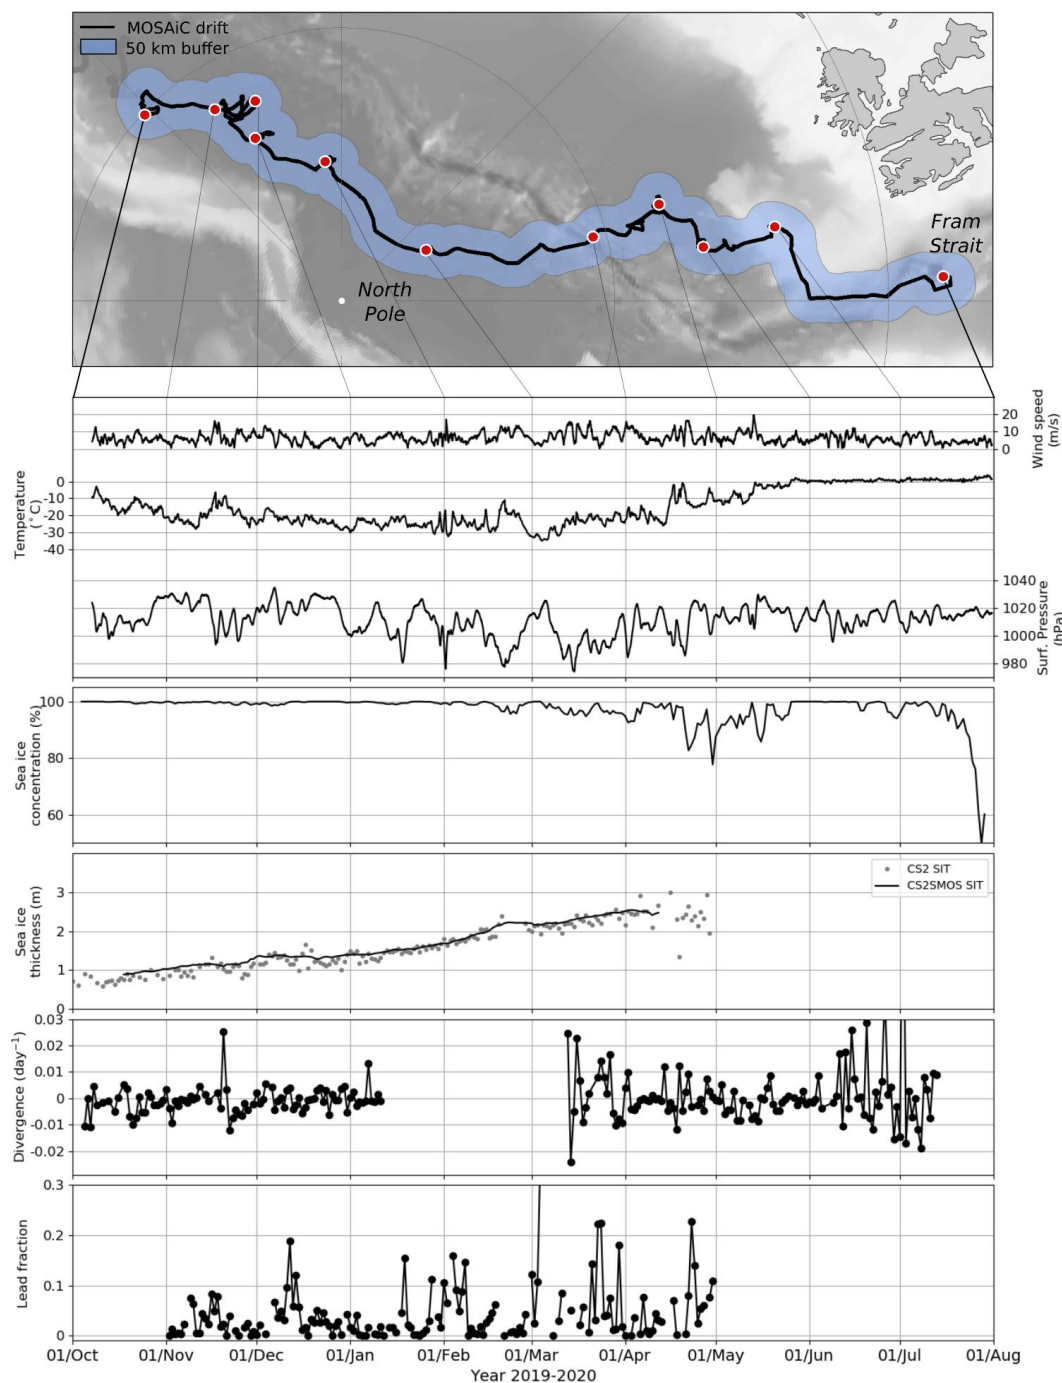 MOSAiC drift
50 km buffer
North
Pole
Fram
Strait
20
10
0
Wind speed
(m/s)
0
-10
-20
-30
-40
Temperature
(°C)
1040
1020
1000
980
Surf. Pressure
(hPa)
100
80
60
Sea ice
concentration (%)
CS2 SIT
CS2SMOS SIT
3
2
1
0
Sea ice
thickness (m)
0.03
0.02
0.01
0
-0.01
-0.02
Divergence (day⁻¹)
0.3
0.2
0.1
0
Lead fraction
01/Oct 01/Nov 01/Dec 01/Jan 01/Feb 01/Mar 01/Apr 01/May 01/Jun 01/Jul 01/Aug
Year 2019-2020